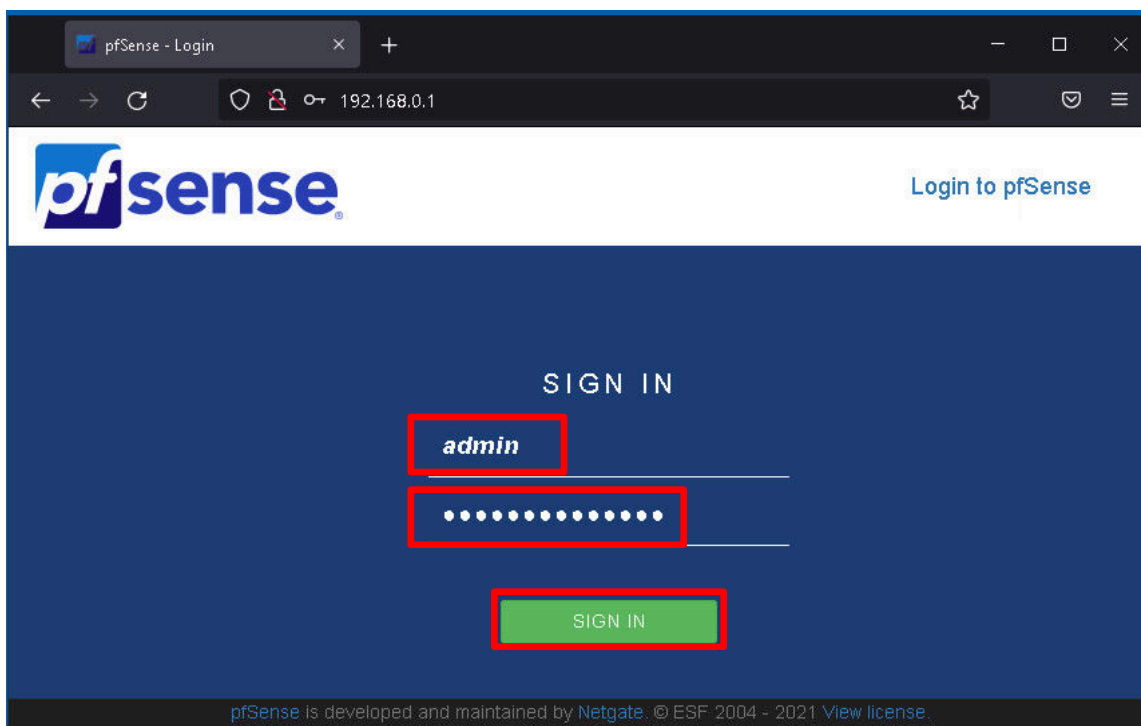 pfSense - Login
192.168.0.1
pfsense®
Login to pfSense
SIGN IN
admin
••••••••••••••
SIGN IN
pfSense is developed and maintained by Netgate. © ESF 2004 - 2021 View license.